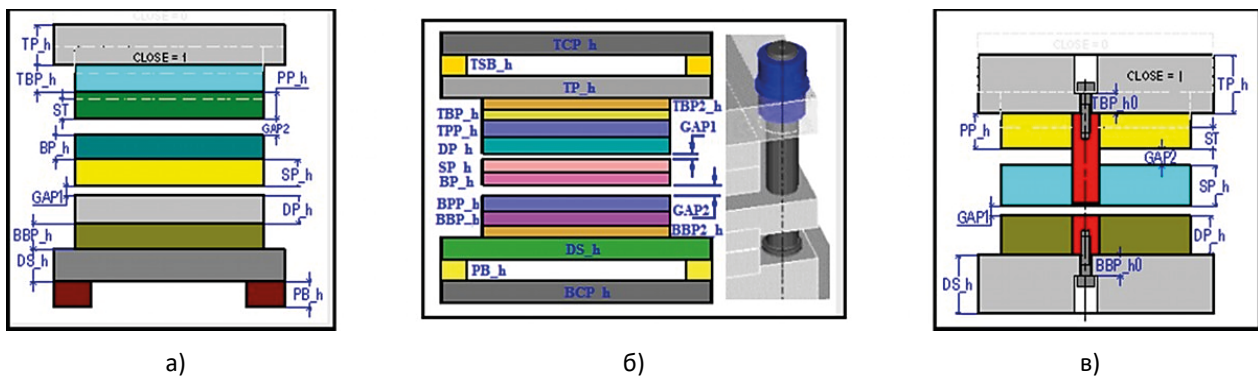 CLOSE = 0
TP_h
CLOSE = 1
TBP_h
PP_h
ST
GAP2
BP_h
SP_h
GAP1
DP_h
BBP_h
DS_h
PB_h
а)
TCP_h
TSB_h
TP_h
TBP2_h
TBP_h
TPP_h
GAP1
DP_h
SP_h
BP_h
BPP_h
GAP2
BBP_h
BBP2_h
DS_h
PB_h
BCP_h
б)
CLOSE = 0
CLOSE = 1
TP_h
TBP_h0
PP_h
ST
GAP2
SP_h
GAP1
DP_h
BBP_h0
DS_h
в)